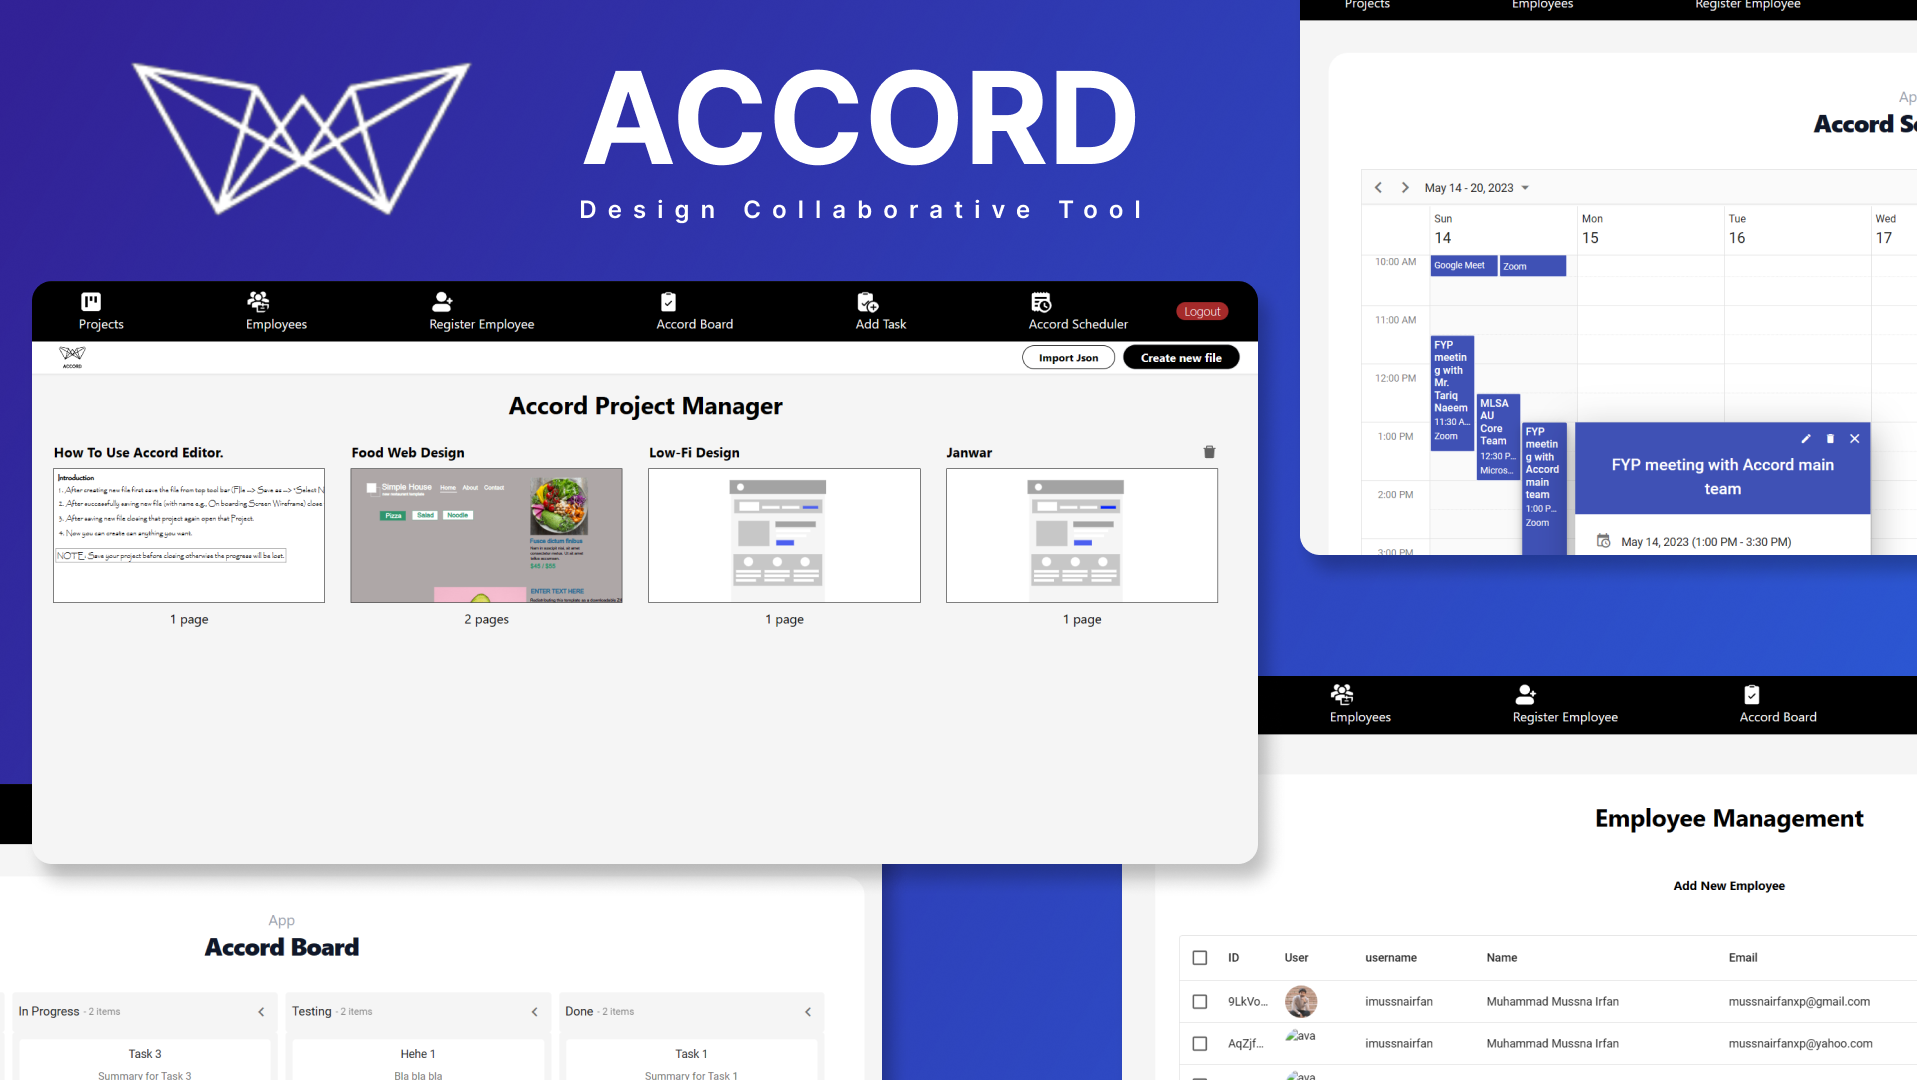 ACCORD
Design Collaborative Tool
Projects
Employees
Register Employee
Accord Board
Add Task
Accord Scheduler
Logout
ACCORD
Import Json
Create new file
Accord Project Manager
How To Use Accord Editor.
Introduction
1. After creating new file first save the file from top tool bar (File --> Save as --> "Select N
2. After successfully saving new file (with name e.g., On boarding Screen Wireframe) close
3. After saving new file closing that project again open that Project.
4. Now you can create can anything you want.
NOTE: Save your project before closing otherwise the progress will be lost.
1 page
Food Web Design
Simple House
Home About Contact
Pizza
Salad
Noodle
Fusce dictum finibus
$45 / $55
ENTER TEXT HERE
2 pages
Low-Fi Design
1 page
Janwar
1 page
Projects
Employees
Register Employee
Ap
Accord Sc
May 14 - 20, 2023
Sun
14
Mon
15
Tue
16
Wed
17
10:00 AM
11:00 AM
12:00 PM
1:00 PM
2:00 PM
3:00 PM
Google Meet
Zoom
FYP
meetin
g with
Mr.
Tariq
Naeem
11:30 A...
Zoom
MLSA
AU
Core
Team
12:30 P...
Micros...
FYP
meetin
g with
Accord
main
team
1:00 P...
Zoom
FYP meeting with Accord main
team
May 14, 2023 (1:00 PM - 3:30 PM)
Employees
Register Employee
Accord Board
Employee Management
Add New Employee
ID
User
username
Name
Email
9LkVo...
imussnairfan
Muhammad Mussna Irfan
mussnairfanxp@gmail.com
AqZjf...
ava
imussnairfan
Muhammad Mussna Irfan
mussnairfanxp@yahoo.com
ava
App
Accord Board
In Progress - 2 items
Task 3
Summary for Task 3
Testing - 2 items
Hehe 1
Bla bla bla
Done - 2 items
Task 1
Summary for Task 1